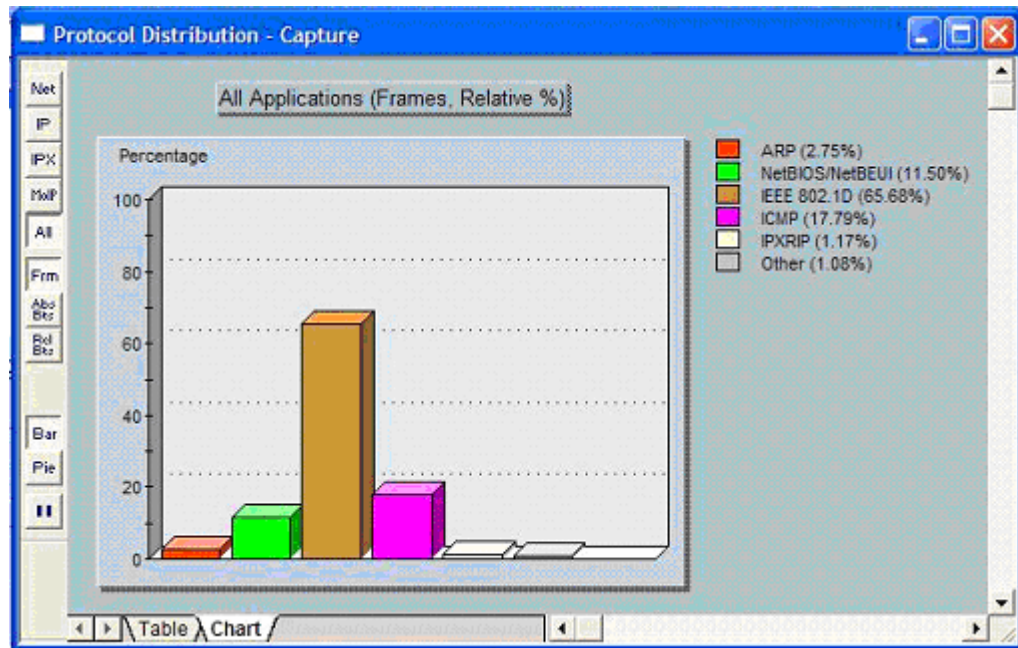 Protocol Distribution - Capture
Net
IP
IPX
MoIP
All
Frm
Abs
Bts
Rel
Bts
Bar
Pie
All Applications (Frames, Relative %)
Percentage
100
80
60
40
20
0
ARP (2.75%)
NetBIOS/NetBEUI (11.50%)
IEEE 802.1D (65.68%)
ICMP (17.79%)
IPXRIP (1.17%)
Other (1.08%)
Table
Chart